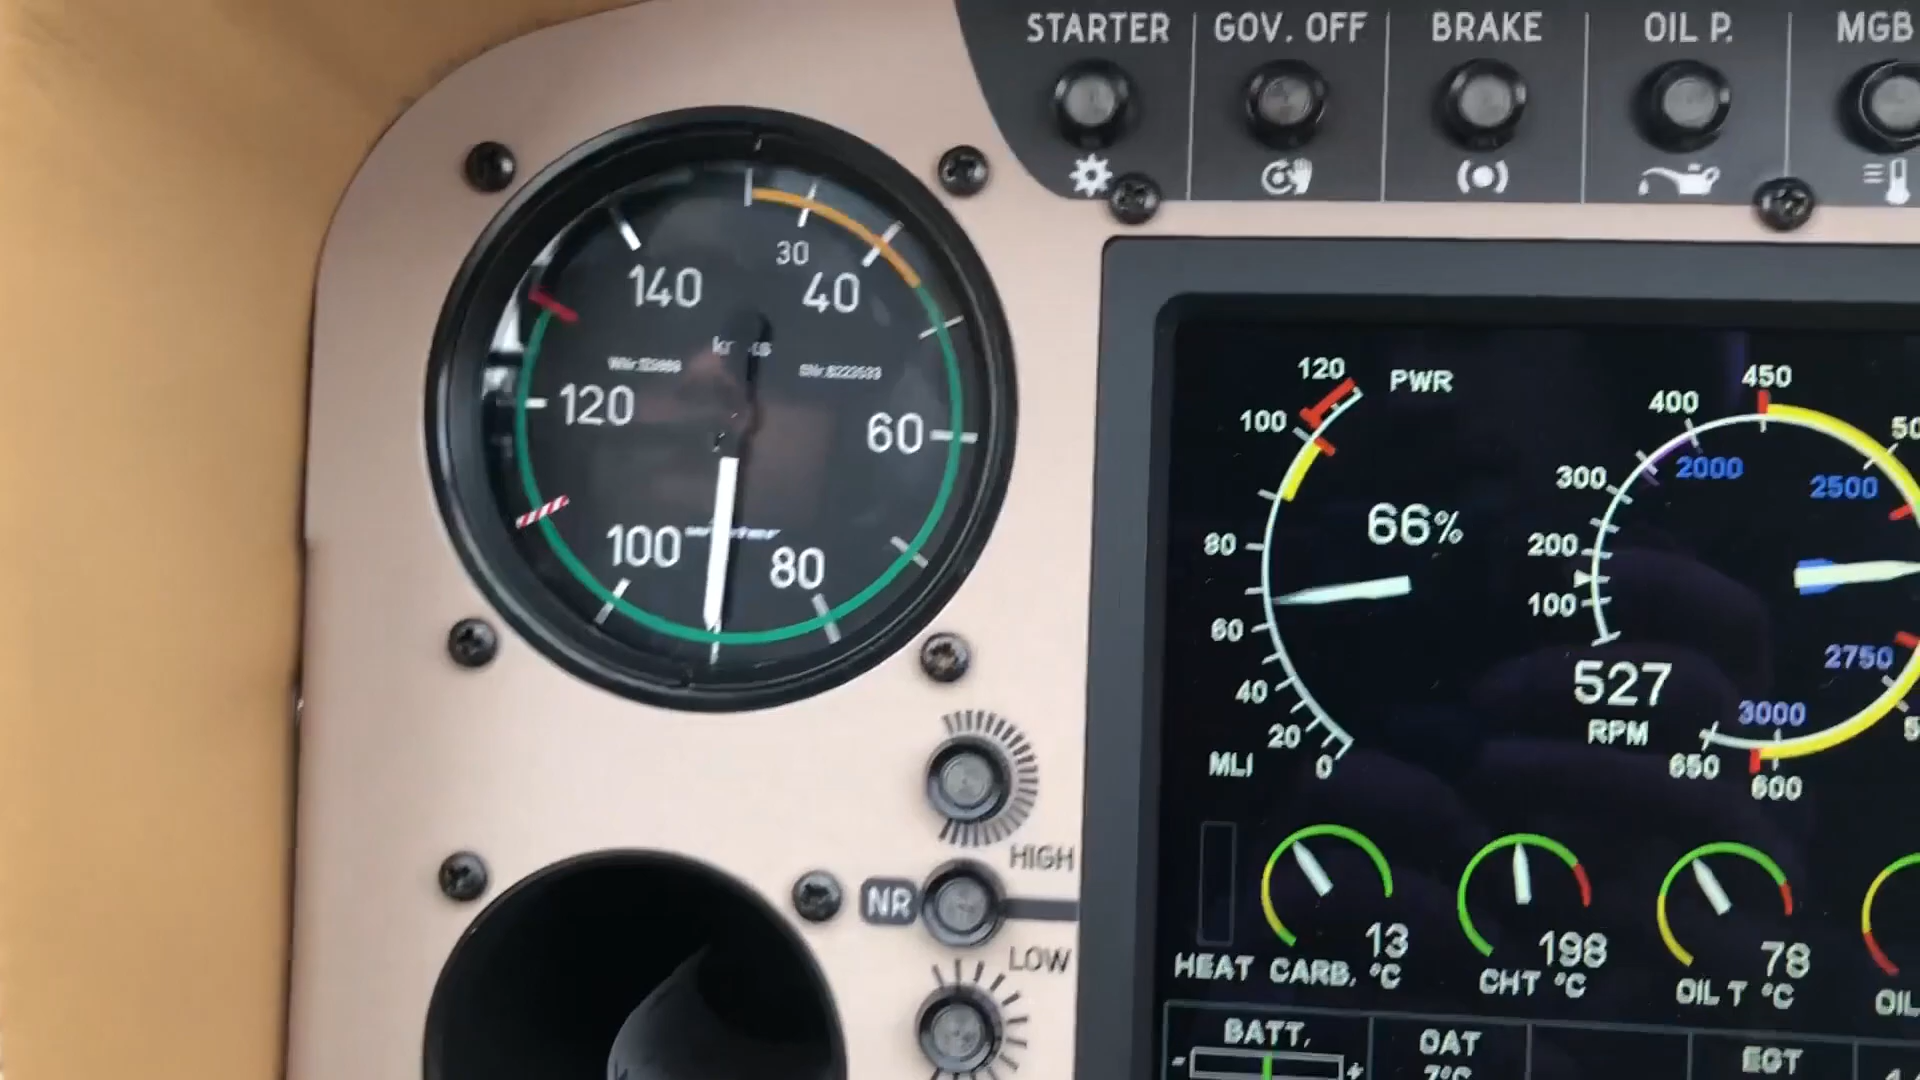 STARTER GOV. OFF BRAKE OIL P. MGB
30
140 40
120 60
100 80
120 PWR
100
80
66%
60
40
20
0
MLI
450
400
300
2000 2500
200
100
2750
527
RPM
3000
650
600
HIGH
NR
LOW
HEAT CARB. °C
13
CHT °C
198
OIL T °C
78
OIL
BATT.
- +
OAT
7°C
EGT